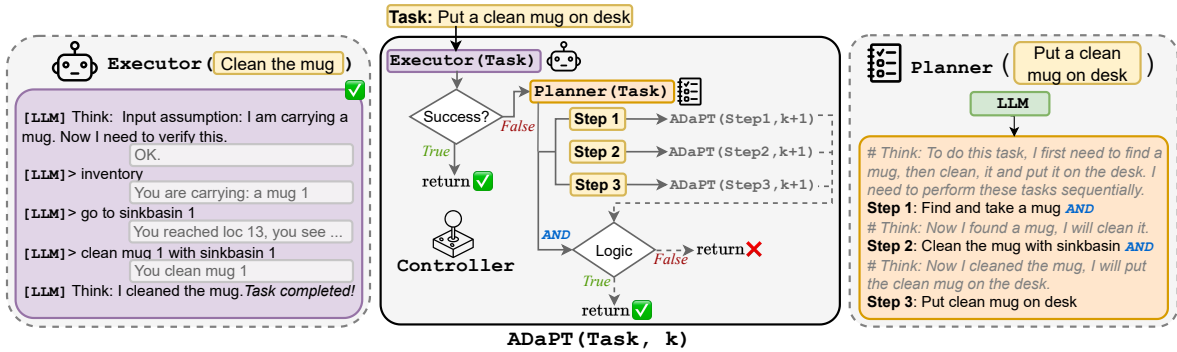 Executor(Clean the mug)
[LLM] Think: Input assumption: I am carrying a
mug. Now I need to verify this.
OK.
[LLM]> inventory
You are carrying: a mug 1
[LLM]> go to sinkbasin 1
You reached loc 13, you see ...
[LLM]> clean mug 1 with sinkbasin 1
You clean mug 1
[LLM] Think: I cleaned the mug. Task completed!
Task: Put a clean mug on desk
Executor(Task)
Success?
False
True
return
Planner(Task)
Step 1
ADaPT(Step1,k+1)
Step 2
ADaPT(Step2,k+1)
Step 3
ADaPT(Step3,k+1)
Controller
AND
Logic
False
return
True
return
ADaPT(Task, k)
Planner (Put a clean
mug on desk)
LLM
# Think: To do this task, I first need to find a
mug, then clean, it and put it on the desk. I
need to perform these tasks sequentially.
Step 1: Find and take a mug AND
# Think: Now I found a mug, I will clean it.
Step 2: Clean the mug with sinkbasin AND
# Think: Now I cleaned the mug, I will put
the clean mug on the desk.
Step 3: Put clean mug on desk